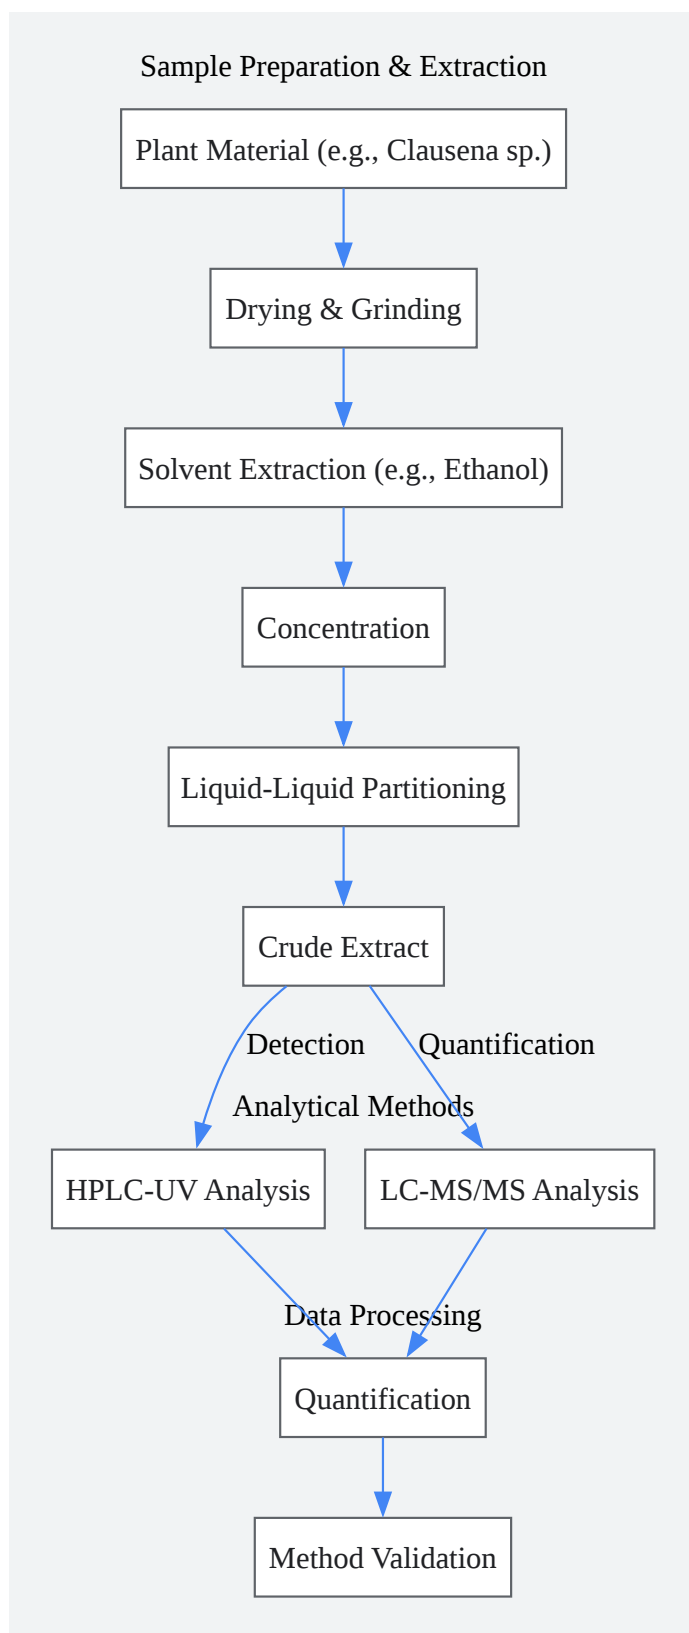 Sample Preparation & Extraction
Plant Material (e.g., Clausena sp.)
Drying & Grinding
Solvent Extraction (e.g., Ethanol)
Concentration
Liquid-Liquid Partitioning
Crude Extract
Detection
Quantification
Analytical Methods
HPLC-UV Analysis
LC-MS/MS Analysis
Data Processing
Quantification
Method Validation